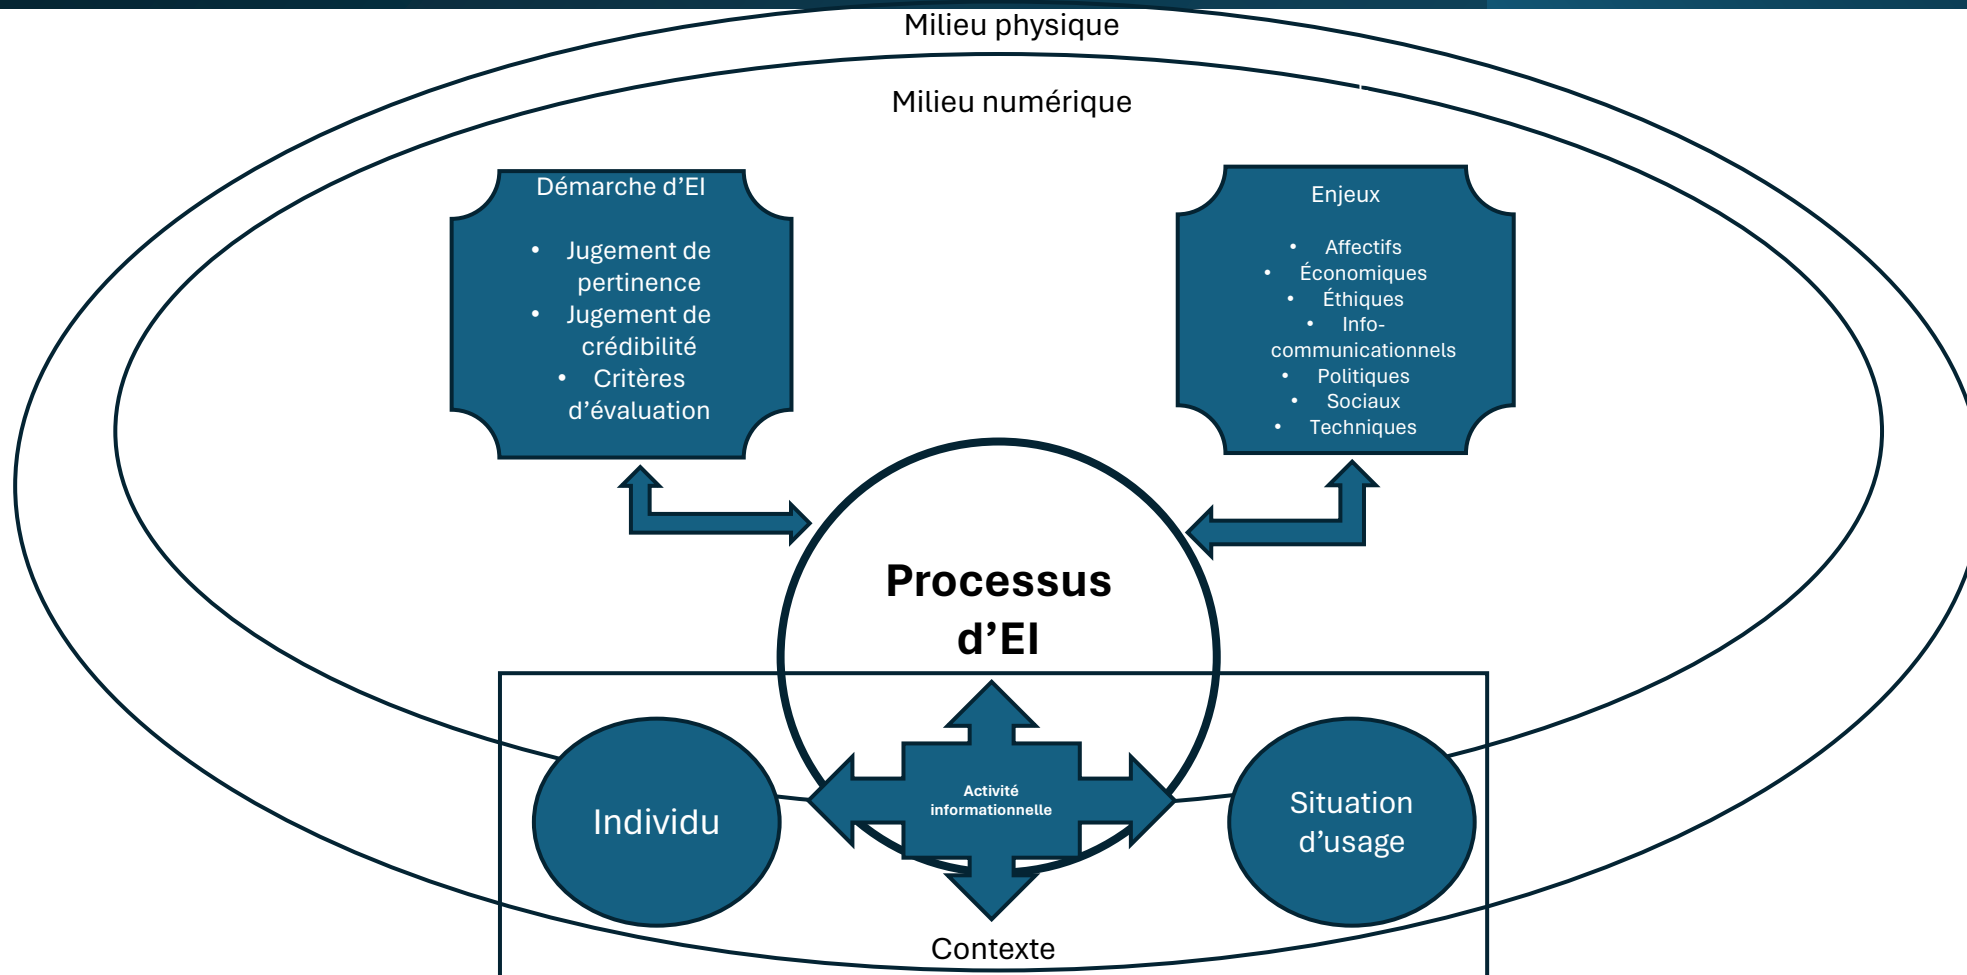 Milieu physique
Milieu numérique
Démarche d’EI
• Jugement de
pertinence
• Jugement de
crédibilité
• Critères
d’évaluation
Enjeux
• Affectifs
• Économiques
• Éthiques
• Info-
communicationnels
• Politiques
• Sociaux
• Techniques
Processus
d’EI
Individu
Activité
informationnelle
Situation
d’usage
Contexte